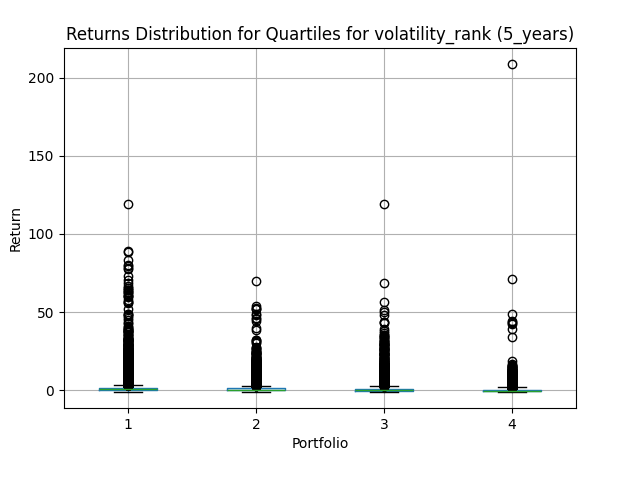 Returns Distribution for Quartiles for volatility_rank (5_years)
200
150
100
50
0
Return
1 2 3 4
Portfolio